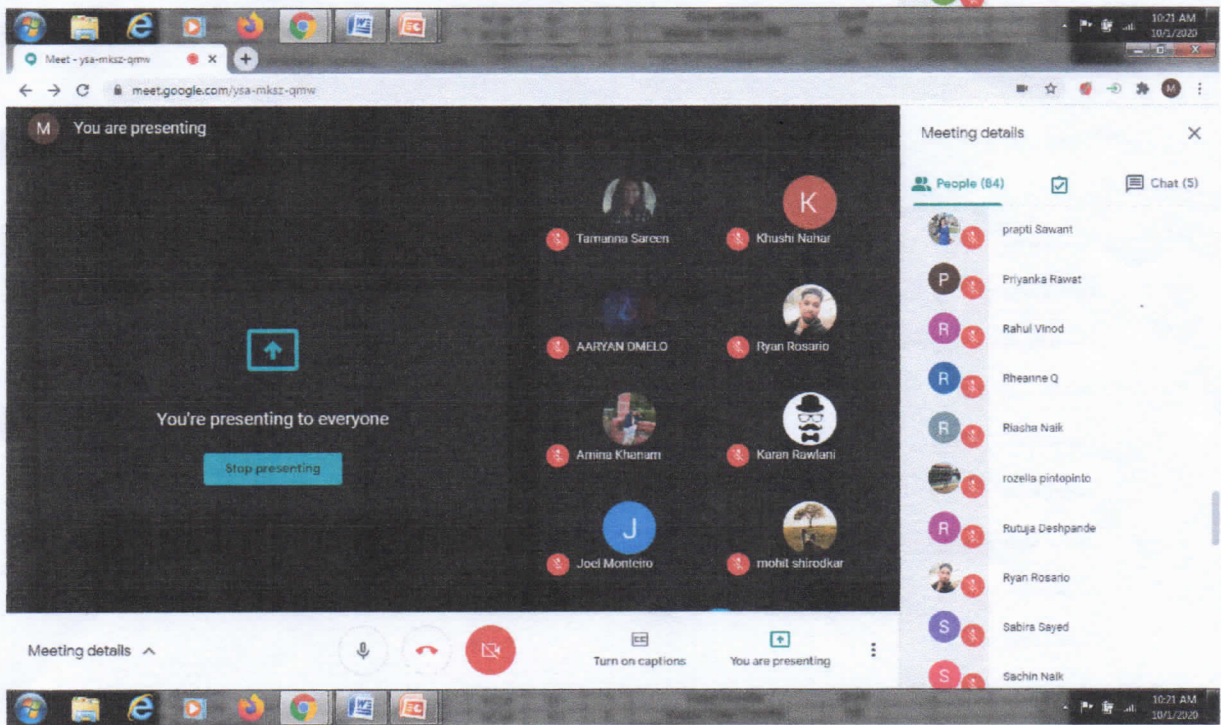 10:21 AM
10/1/2020
Meet - ysa-mksz-qmw
meet.google.com/ysa-mksz-qmw
M
M You are presenting
Meeting details
People (84)
Chat (5)
Tamanna Sareen
K
Khushi Nahar
AARYAN DMELO
Ryan Rosario
You're presenting to everyone
Stop presenting
Amina Khanam
Karan Rawlani
J
Joel Monteiro
mohit shirodkar
prapti Sawant
P Priyanka Rawat
R Rahul Vinod
R Rheanne Q
R Riasha Naik
rozella pintopinto
R Rutuja Deshpande
Ryan Rosario
S Sabira Sayed
S Sachin Naik
Meeting details
CC
Turn on captions
You are presenting
10:21 AM
10/1/2020